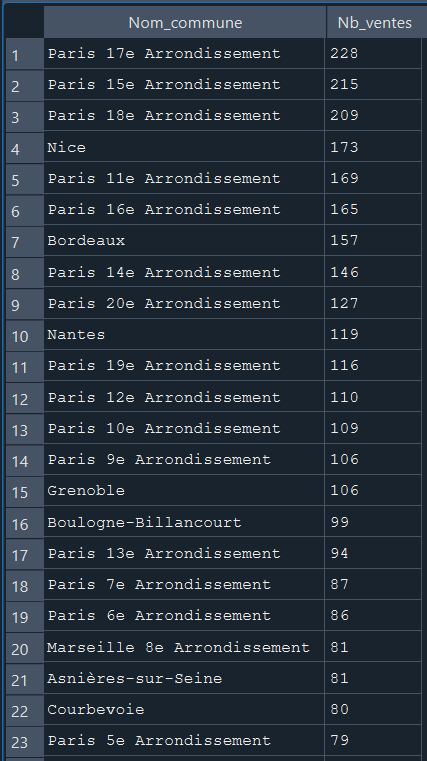 Nom_commune Nb_ventes
1 Paris 17e Arrondissement 228
2 Paris 15e Arrondissement 215
3 Paris 18e Arrondissement 209
4 Nice 173
5 Paris 11e Arrondissement 169
6 Paris 16e Arrondissement 165
7 Bordeaux 157
8 Paris 14e Arrondissement 146
9 Paris 20e Arrondissement 127
10 Nantes 119
11 Paris 19e Arrondissement 116
12 Paris 12e Arrondissement 110
13 Paris 10e Arrondissement 109
14 Paris 9e Arrondissement 106
15 Grenoble 106
16 Boulogne-Billancourt 99
17 Paris 13e Arrondissement 94
18 Paris 7e Arrondissement 87
19 Paris 6e Arrondissement 86
20 Marseille 8e Arrondissement 81
21 Asnières-sur-Seine 81
22 Courbevoie 80
23 Paris 5e Arrondissement 79